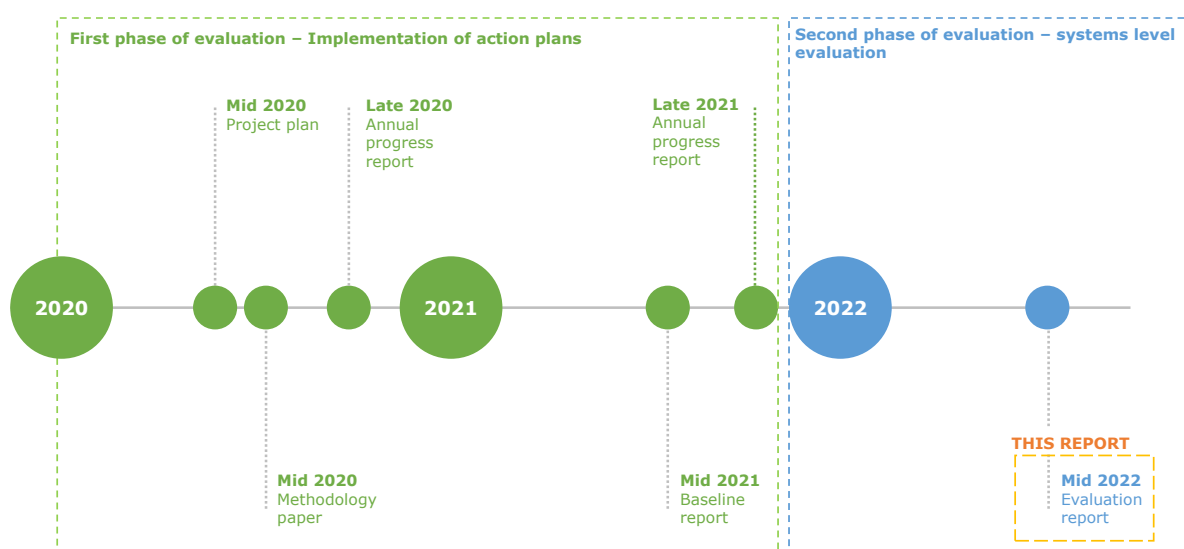 First phase of evaluation – Implementation of action plans
Second phase of evaluation – systems level
evaluation
Mid 2020
Project plan
Late 2020
Annual
progress
report
Late 2021
Annual
progress
report
2020
2021
2022
THIS REPORT
Mid 2020
Methodology
paper
Mid 2021
Baseline
report
Mid 2022
Evaluation
report